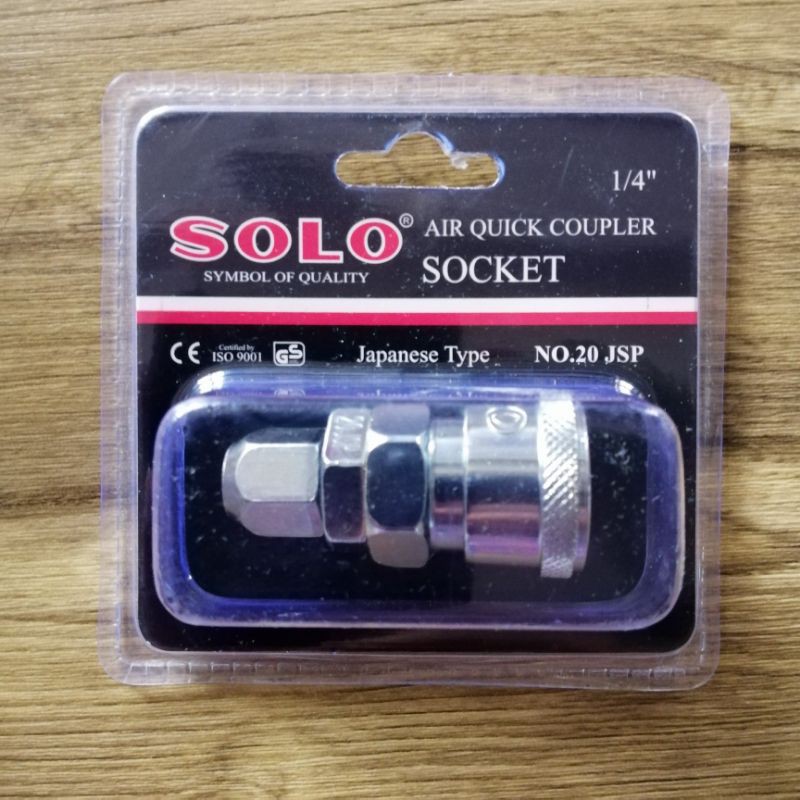 1/4"
SOLO®
SYMBOL OF QUALITY
AIR QUICK COUPLER
SOCKET
CE
Certified by
ISO 9001
GS
Japanese Type
NO.20 JSP